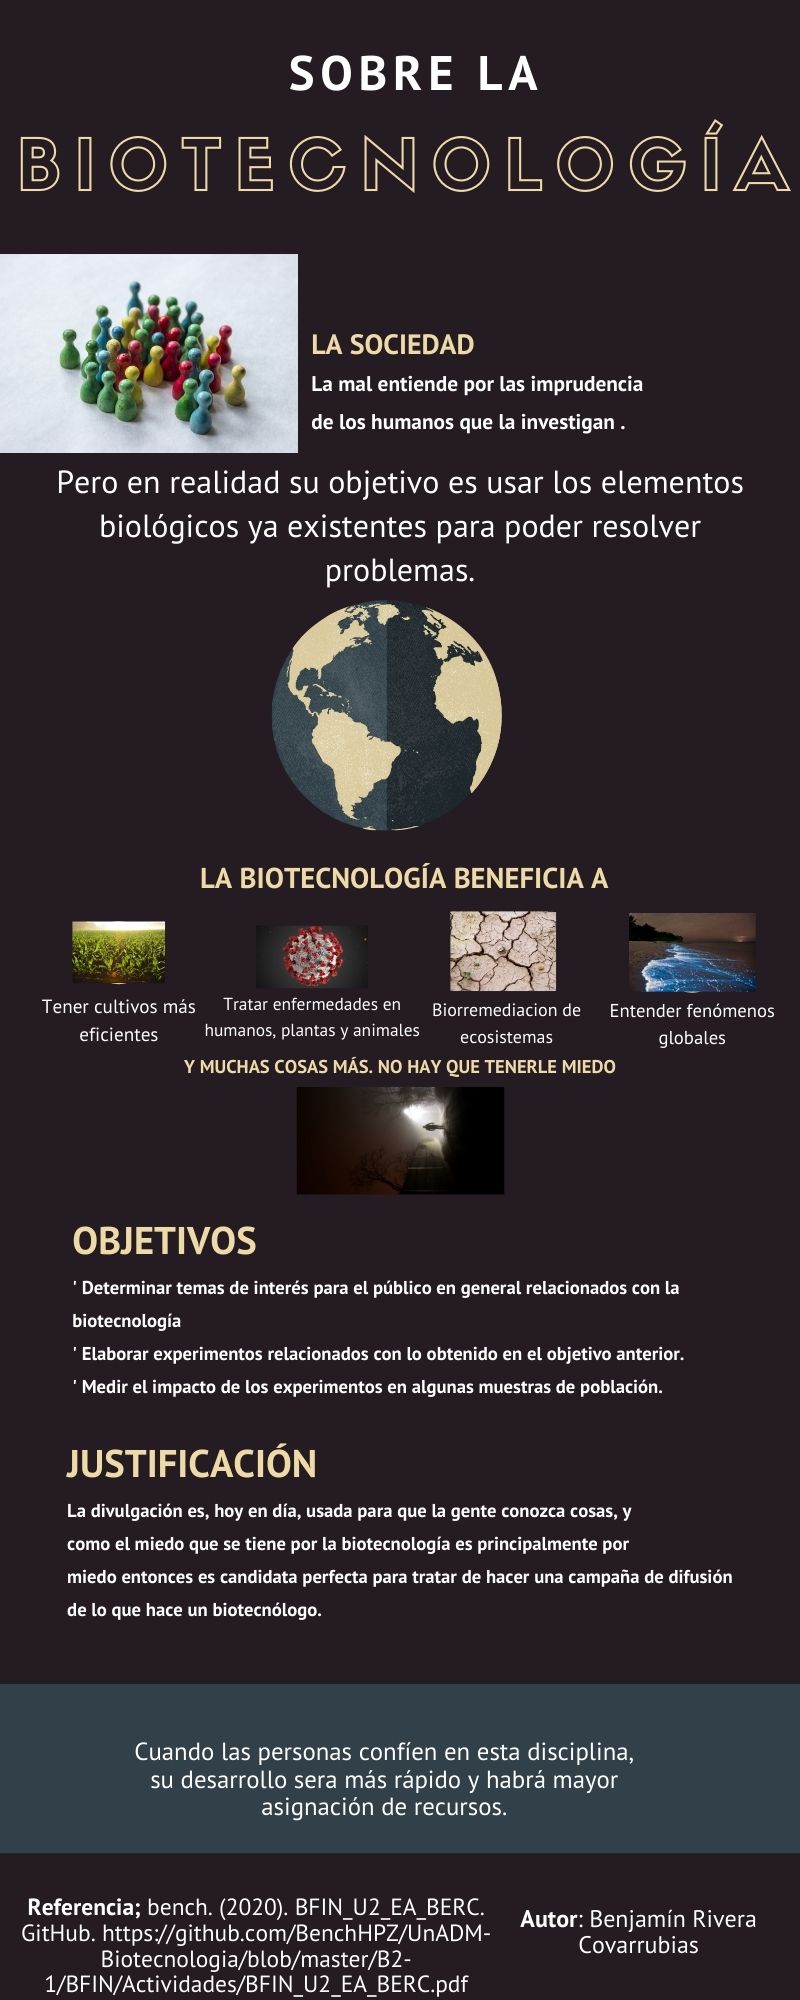 SOBRE LA
BIOTECNOLOGÍA
LA SOCIEDAD
La mal entiende por las imprudencia
de los humanos que la investigan .
Pero en realidad su objetivo es usar los elementos
biológicos ya existentes para poder resolver
problemas.
LA BIOTECNOLOGÍA BENEFICIA A
Tener cultivos más
eficientes
Tratar enfermedades en
humanos, plantas y animales
Biorremediacion de
ecosistemas
Entender fenómenos
globales
Y MUCHAS COSAS MÁS. NO HAY QUE TENERLE MIEDO
OBJETIVOS
' Determinar temas de interés para el público en general relacionados con la
biotecnología
' Elaborar experimentos relacionados con lo obtenido en el objetivo anterior.
' Medir el impacto de los experimentos en algunas muestras de población.
JUSTIFICACIÓN
La divulgación es, hoy en día, usada para que la gente conozca cosas, y
como el miedo que se tiene por la biotecnología es principalmente por
miedo entonces es candidata perfecta para tratar de hacer una campaña de difusión
de lo que hace un biotecnólogo.
Cuando las personas confíen en esta disciplina,
su desarrollo sera más rápido y habrá mayor
asignación de recursos.
Referencia; bench. (2020). BFIN_U2_EA_BERC.
GitHub. https://github.com/BenchHPZ/UnADM-
Biotecnologia/blob/master/B2-
1/BFIN/Actividades/BFIN_U2_EA_BERC.pdf
Autor: Benjamín Rivera
Covarrubias